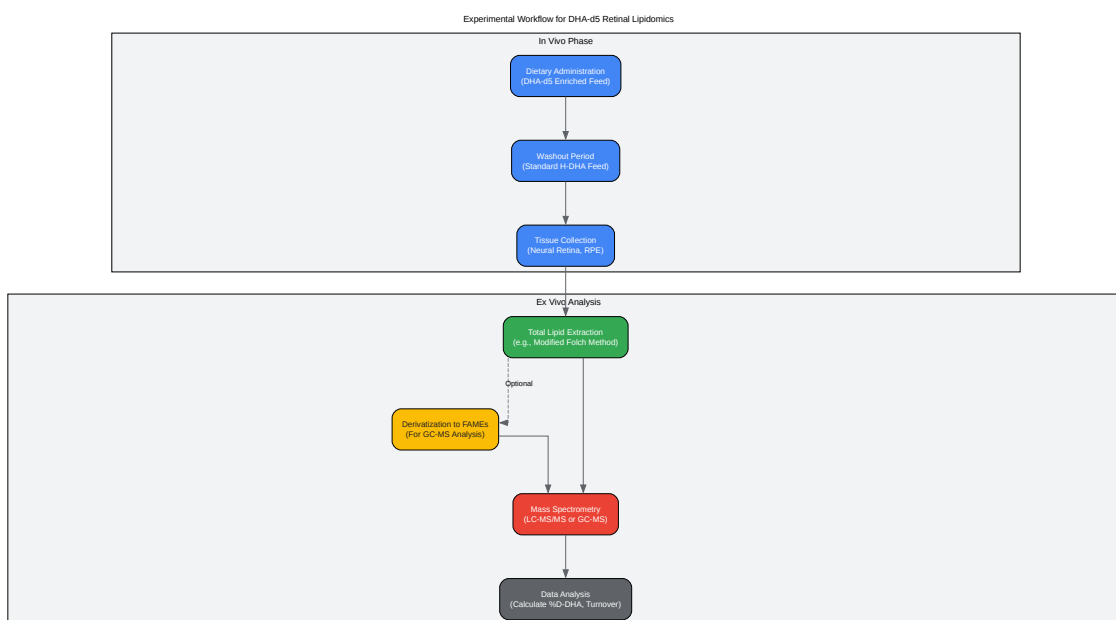 Experimental Workflow for DHA-d5 Retinal Lipidomics
In Vivo Phase
Dietary Administration
(DHA-d5 Enriched Feed)
Washout Period
(Standard H-DHA Feed)
Tissue Collection
(Neural Retina, RPE)
Ex Vivo Analysis
Total Lipid Extraction
(e.g., Modified Folch Method)
Optional
Derivatization to FAMEs
(For GC-MS Analysis)
Mass Spectrometry
(LC-MS/MS or GC-MS)
Data Analysis
(Calculate %D-DHA, Turnover)